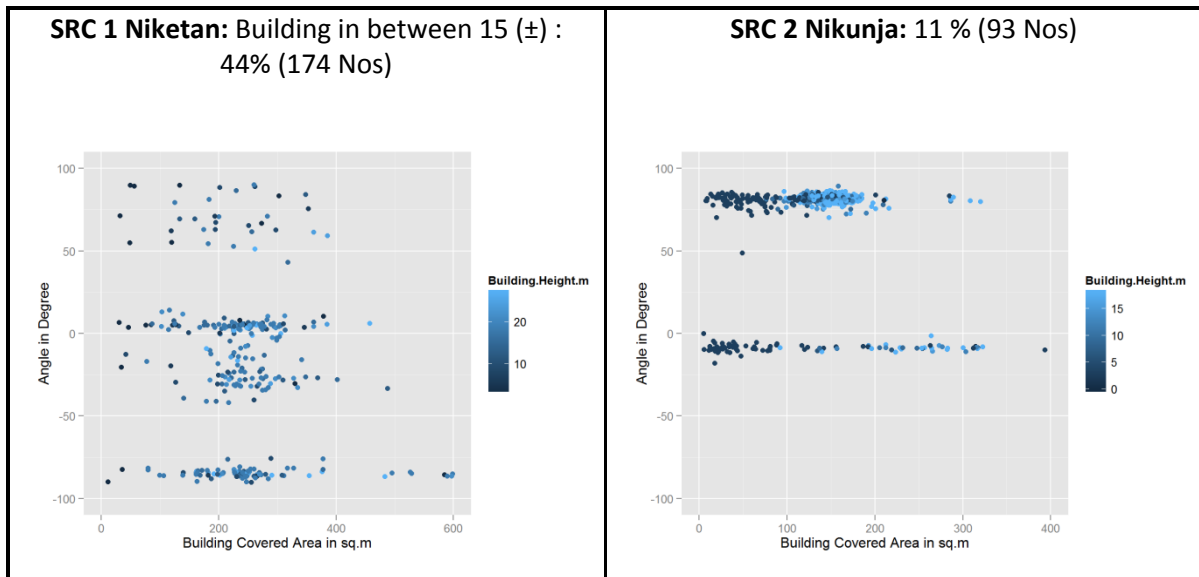 SRC 1 Niketan: Building in between 15 (±) :
44% (174 Nos)
100
50
0
-50
-100
Angle in Degree
0
200
400
600
Building Covered Area in sq.m
Building.Height.m
20
10
SRC 2 Nikunja: 11 % (93 Nos)
100
50
0
-50
-100
Angle in Degree
0
100
200
300
400
Building Covered Area in sq.m
Building.Height.m
15
10
5
0